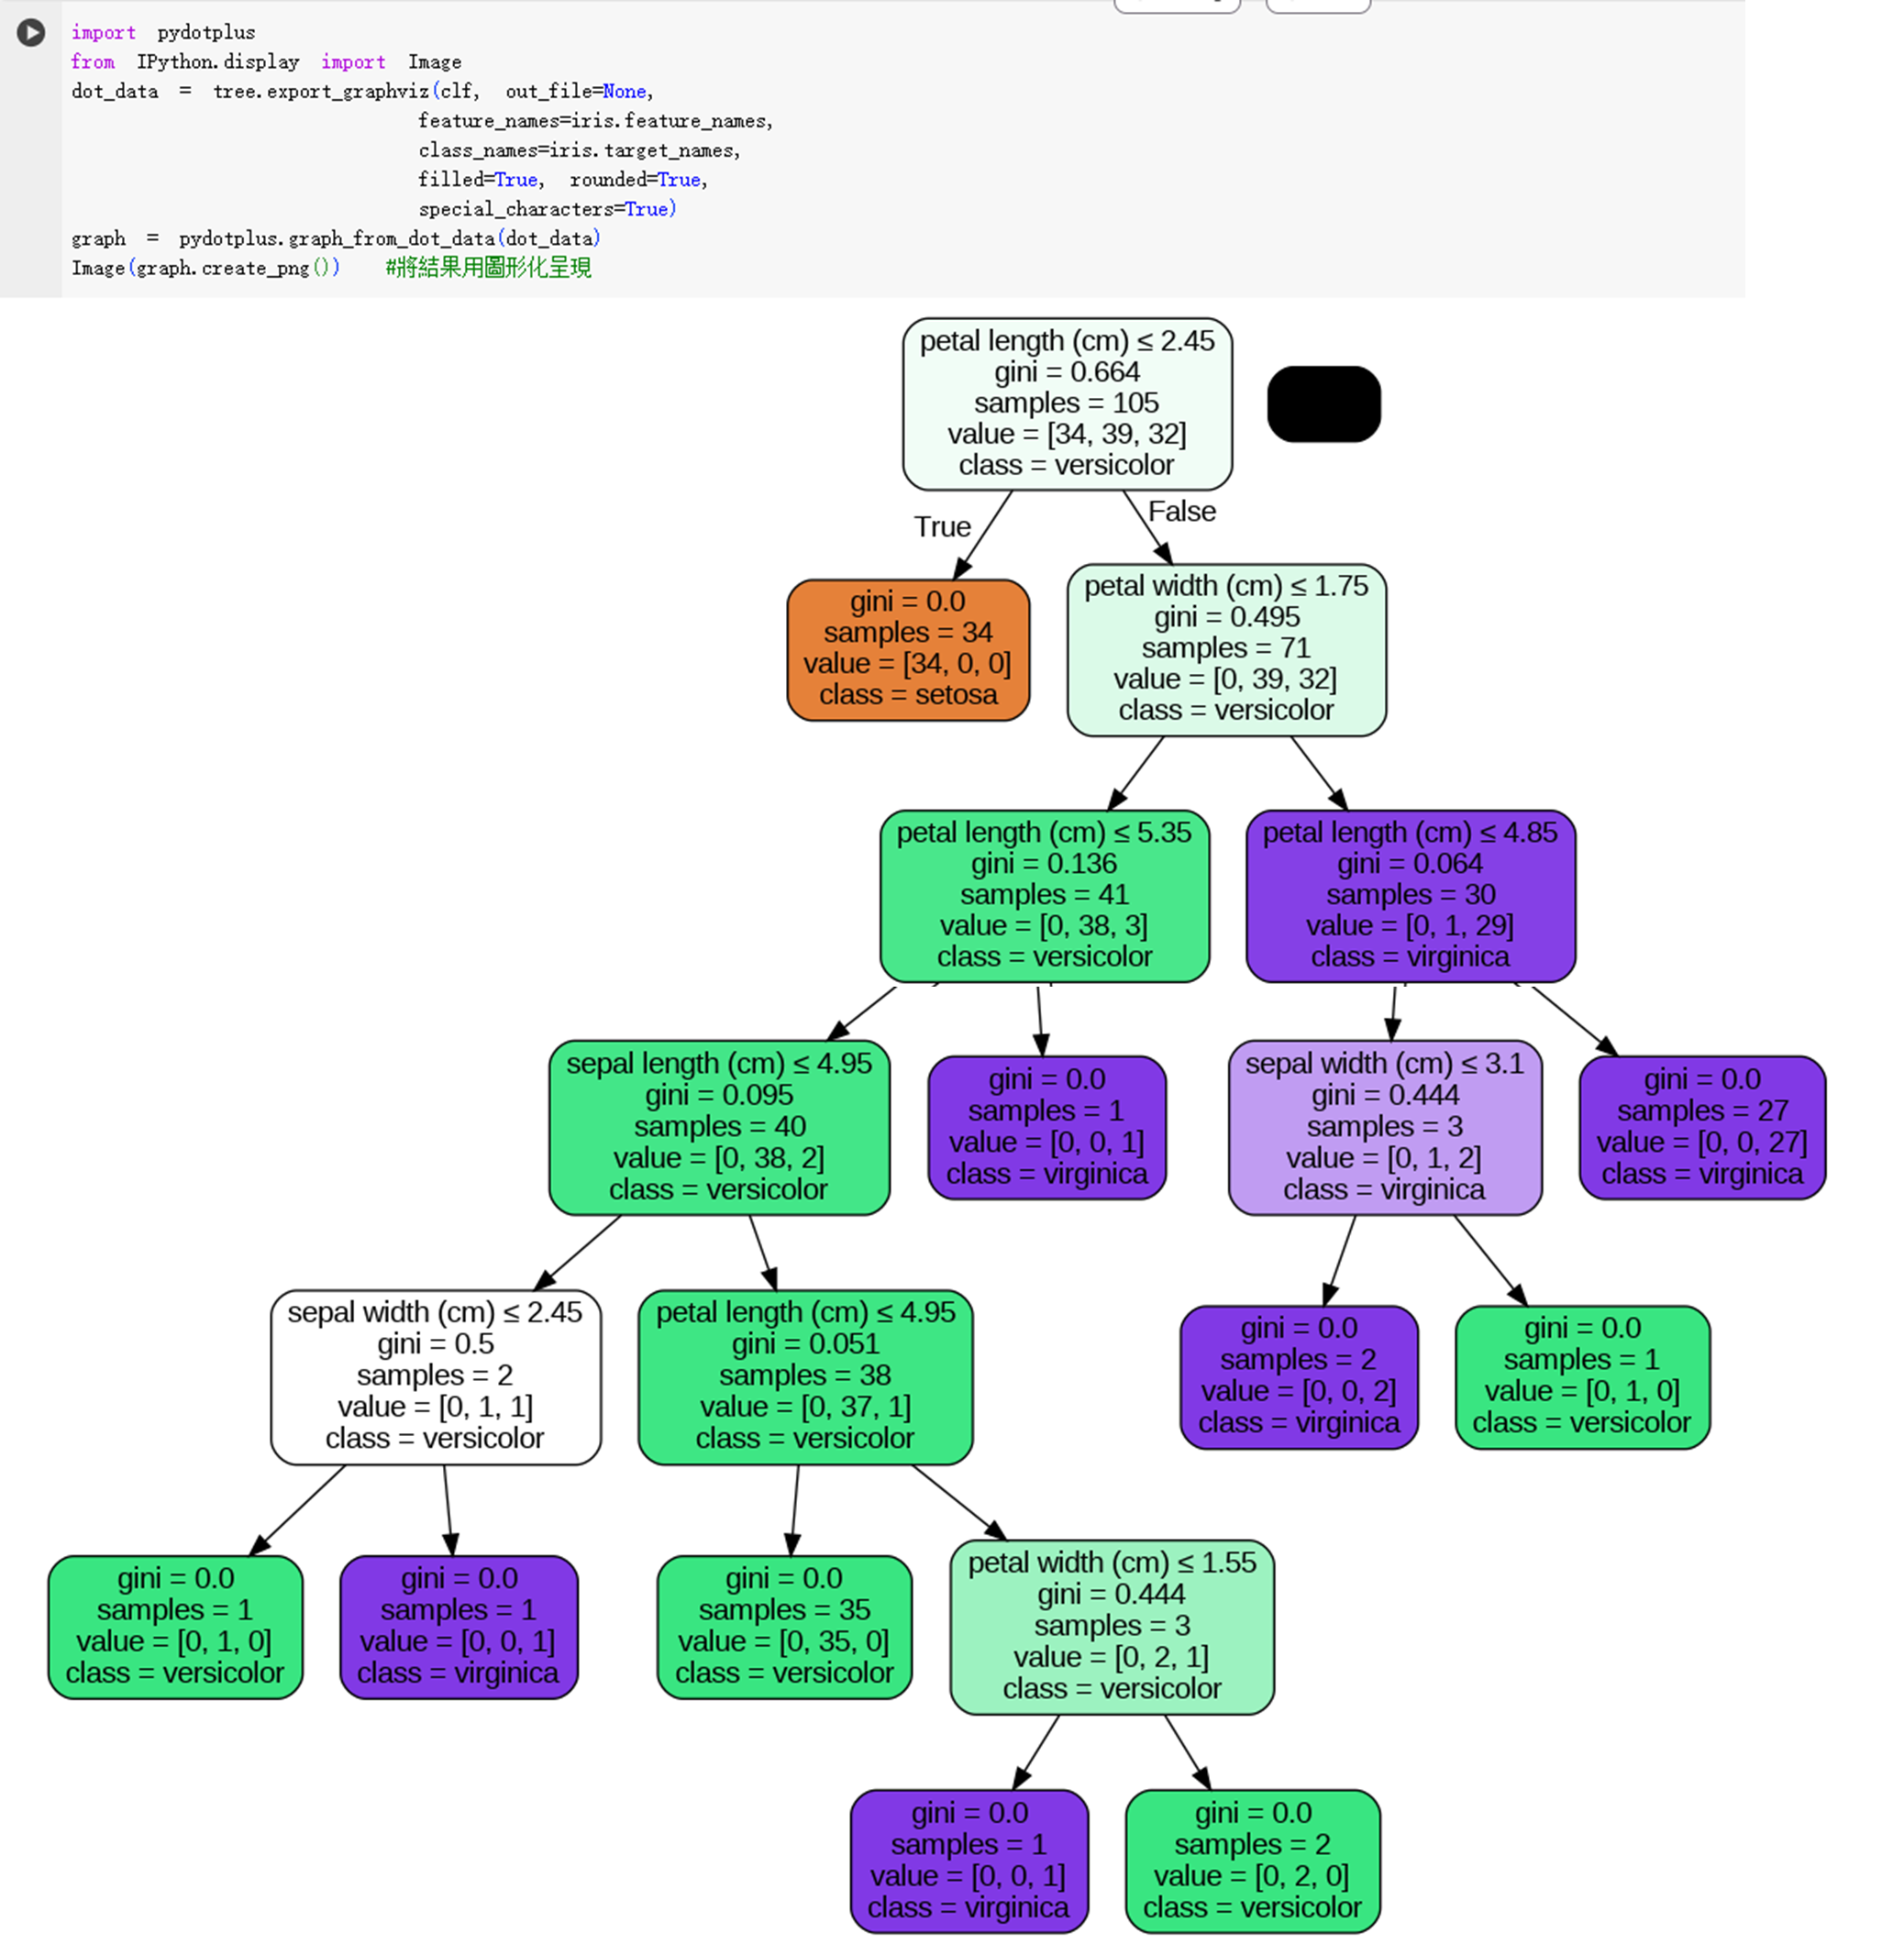 import pydotplus
from IPython.display import Image
dot_data = tree.export_graphviz(clf, out_file=None,
feature_names=iris.feature_names,
class_names=iris.target_names,
filled=True, rounded=True,
special_characters=True)
graph = pydotplus.graph_from_dot_data(dot_data)
Image(graph.create_png()) #將結果用圖形化呈現
petal length (cm) ≤ 2.45
gini = 0.664
samples = 105
value = [34, 39, 32]
class = versicolor
True
False
gini = 0.0
samples = 34
value = [34, 0, 0]
class = setosa
petal width (cm) ≤ 1.75
gini = 0.495
samples = 71
value = [0, 39, 32]
class = versicolor
petal length (cm) ≤ 5.35
gini = 0.136
samples = 41
value = [0, 38, 3]
class = versicolor
petal length (cm) ≤ 4.85
gini = 0.064
samples = 30
value = [0, 1, 29]
class = virginica
sepal length (cm) ≤ 4.95
gini = 0.095
samples = 40
value = [0, 38, 2]
class = versicolor
gini = 0.0
samples = 1
value = [0, 0, 1]
class = virginica
sepal width (cm) ≤ 3.1
gini = 0.444
samples = 3
value = [0, 1, 2]
class = virginica
gini = 0.0
samples = 27
value = [0, 0, 27]
class = virginica
sepal width (cm) ≤ 2.45
gini = 0.5
samples = 2
value = [0, 1, 1]
class = versicolor
petal length (cm) ≤ 4.95
gini = 0.051
samples = 38
value = [0, 37, 1]
class = versicolor
gini = 0.0
samples = 2
value = [0, 0, 2]
class = virginica
gini = 0.0
samples = 1
value = [0, 1, 0]
class = versicolor
gini = 0.0
samples = 1
value = [0, 1, 0]
class = versicolor
gini = 0.0
samples = 1
value = [0, 0, 1]
class = virginica
gini = 0.0
samples = 35
value = [0, 35, 0]
class = versicolor
petal width (cm) ≤ 1.55
gini = 0.444
samples = 3
value = [0, 2, 1]
class = versicolor
gini = 0.0
samples = 1
value = [0, 0, 1]
class = virginica
gini = 0.0
samples = 2
value = [0, 2, 0]
class = versicolor